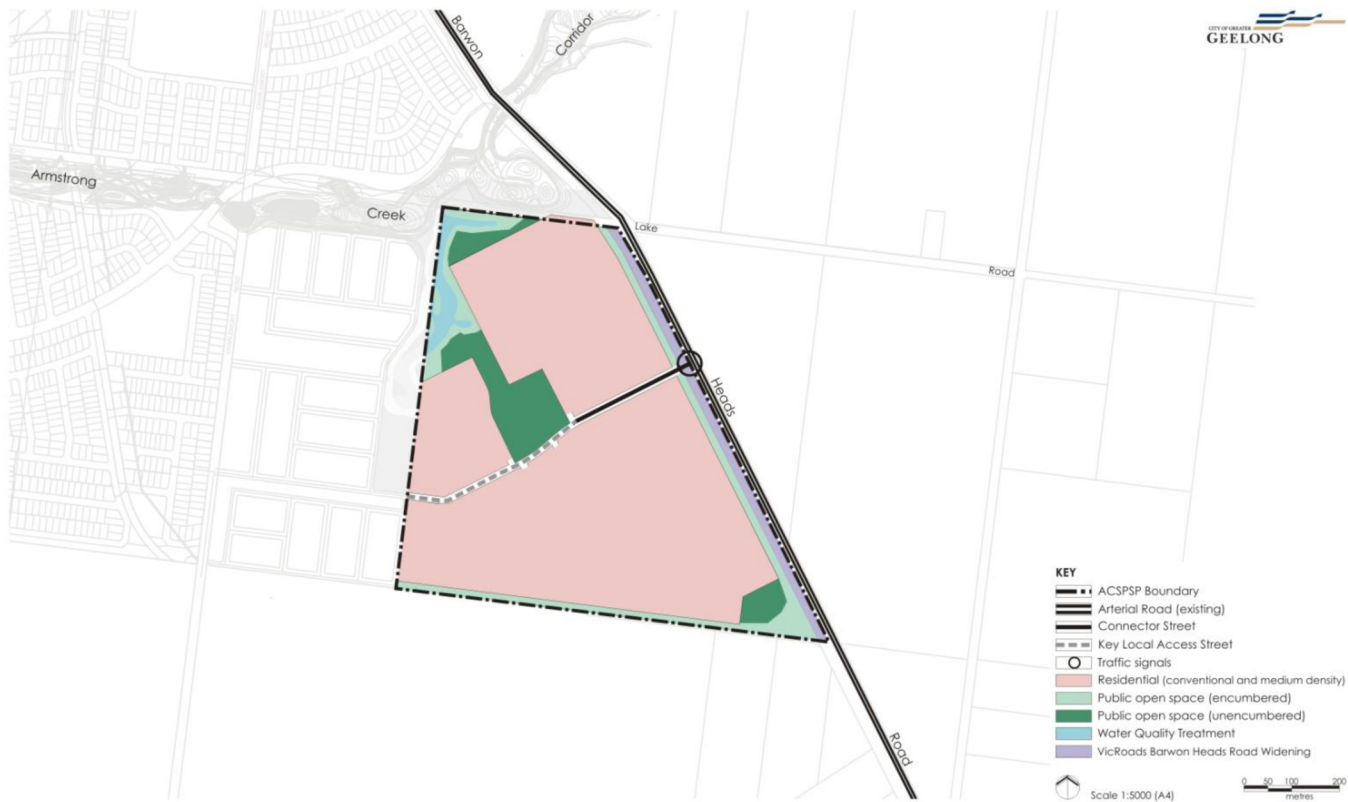 CITY OF GREATER
GEELONG
Barwon
Corridor
Armstrong
Creek
Lake
Road
Heads
Road
KEY
ACSPSP Boundary
Arterial Road (existing)
Connector Street
Key Local Access Street
Traffic signals
Residential (conventional and medium density)
Public open space (encumbered)
Public open space (unencumbered)
Water Quality Treatment
VicRoads Barwon Heads Road Widening
Scale 1:5000 (A4)
0 50 100 200
metres